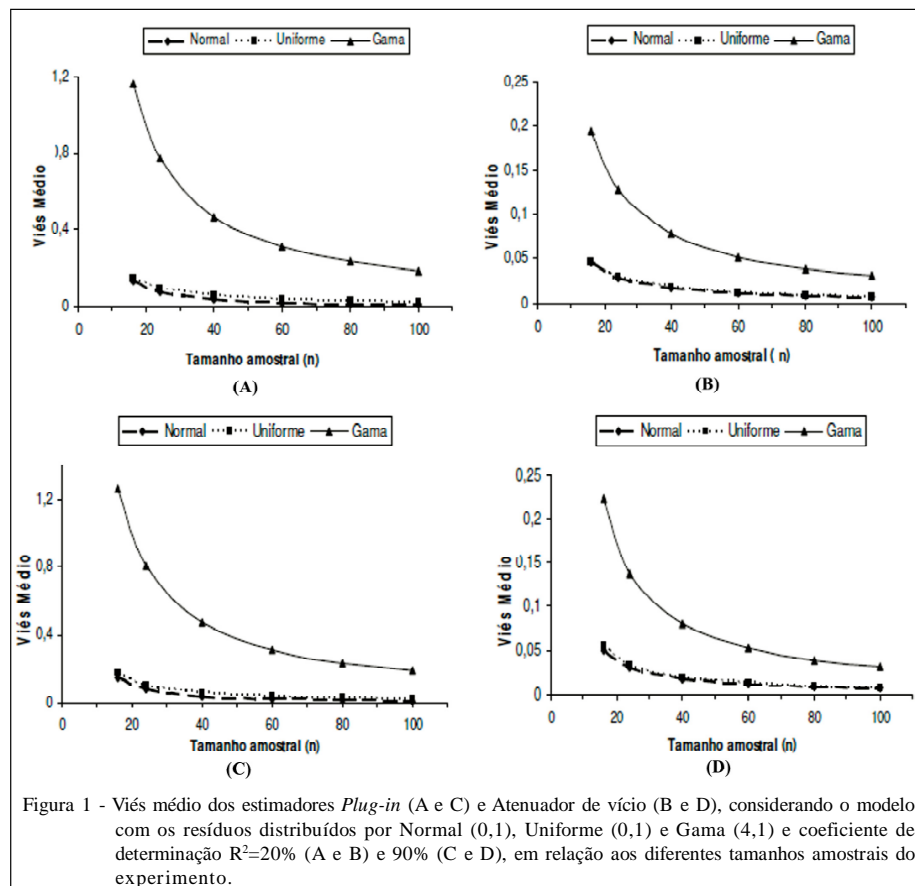 Normal Uniforme Gama
1,2
0,8
0,4
0
Viés Médio
0 20 40 60 80 100
Tamanho amostral (n)
(A)
Normal Uniforme Gama
0,25
0,2
0,15
0,1
0,05
0
Viés Médio
0 20 40 60 80 100
Tamanho amostral ( n)
(B)
Normal Uniforme Gama
1,2
0,8
0,4
0
Viés Médio
0 20 40 60 80 100
Tamanho amostral (n)
(C)
Normal Uniforme Gama
0,25
0,2
0,15
0,1
0,05
0
Viés Médio
0 20 40 60 80 100
Tamanho amostral (n)
(D)
Figura 1 - Viés médio dos estimadores Plug-in (A e C) e Atenuador de vício (B e D), considerando o modelo
com os resíduos distribuídos por Normal (0,1), Uniforme (0,1) e Gama (4,1) e coeficiente de
determinação R²=20% (A e B) e 90% (C e D), em relação aos diferentes tamanhos amostrais do
experimento.